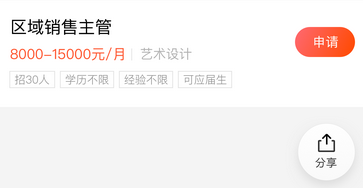 区域销售主管
8000-15000元/月 艺术设计
申请
招30人 学历不限 经验不限 可应届生
分享